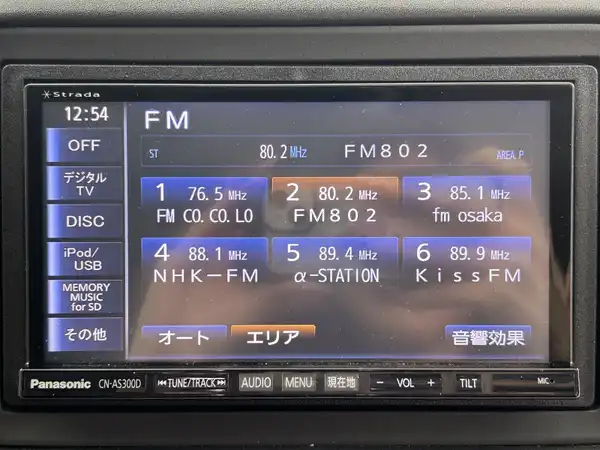 Strada
12:54
FM
OFF
ST 80.2 MHz FM802 AREA P
デジタル
TV
1 76.5 MHz
FM CO.CO.LO
2 80.2 MHz
FM802
3 85.1 MHz
fm osaka
DISC
iPod/
USB
4 88.1 MHz
NHK-FM
5 89.4 MHz
α-STATION
6 89.9 MHz
KissFM
MEMORY
MUSIC
for SD
その他
オート
エリア
音響効果
Panasonic CN-AS300D TUNE/TRACK AUDIO MENU 現在地 - VOL + TILT MIC